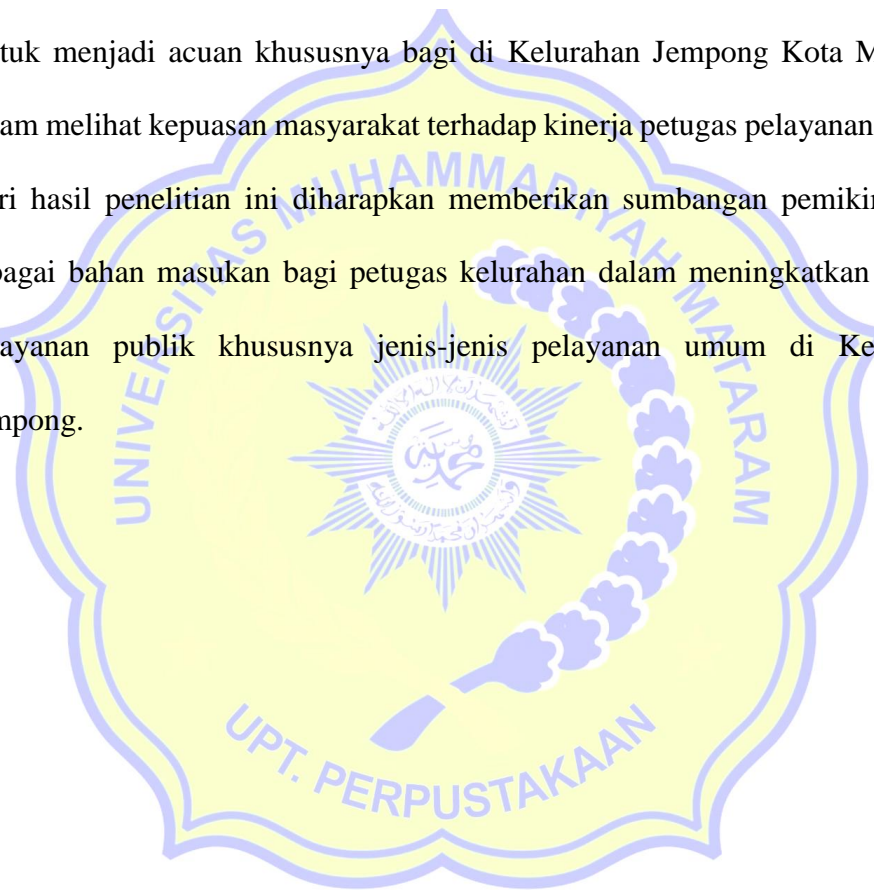 tuk menjadi acuan khususnya bagi di Kelurahan Jempong Kota M
am melihat kepuasan masyarakat terhadap kinerja petugas pelayanan
ri hasil penelitian ini diharapkan memberikan sumbangan pemikir
bagai bahan masukan bagi petugas kelurahan dalam meningkatkan
layanan publik khususnya jenis-jenis pelayanan umum di Ke
mpong.
UNIVERSITAS MUHAMMADIYAH MATARAM
UPT. PERPUSTAKAAN